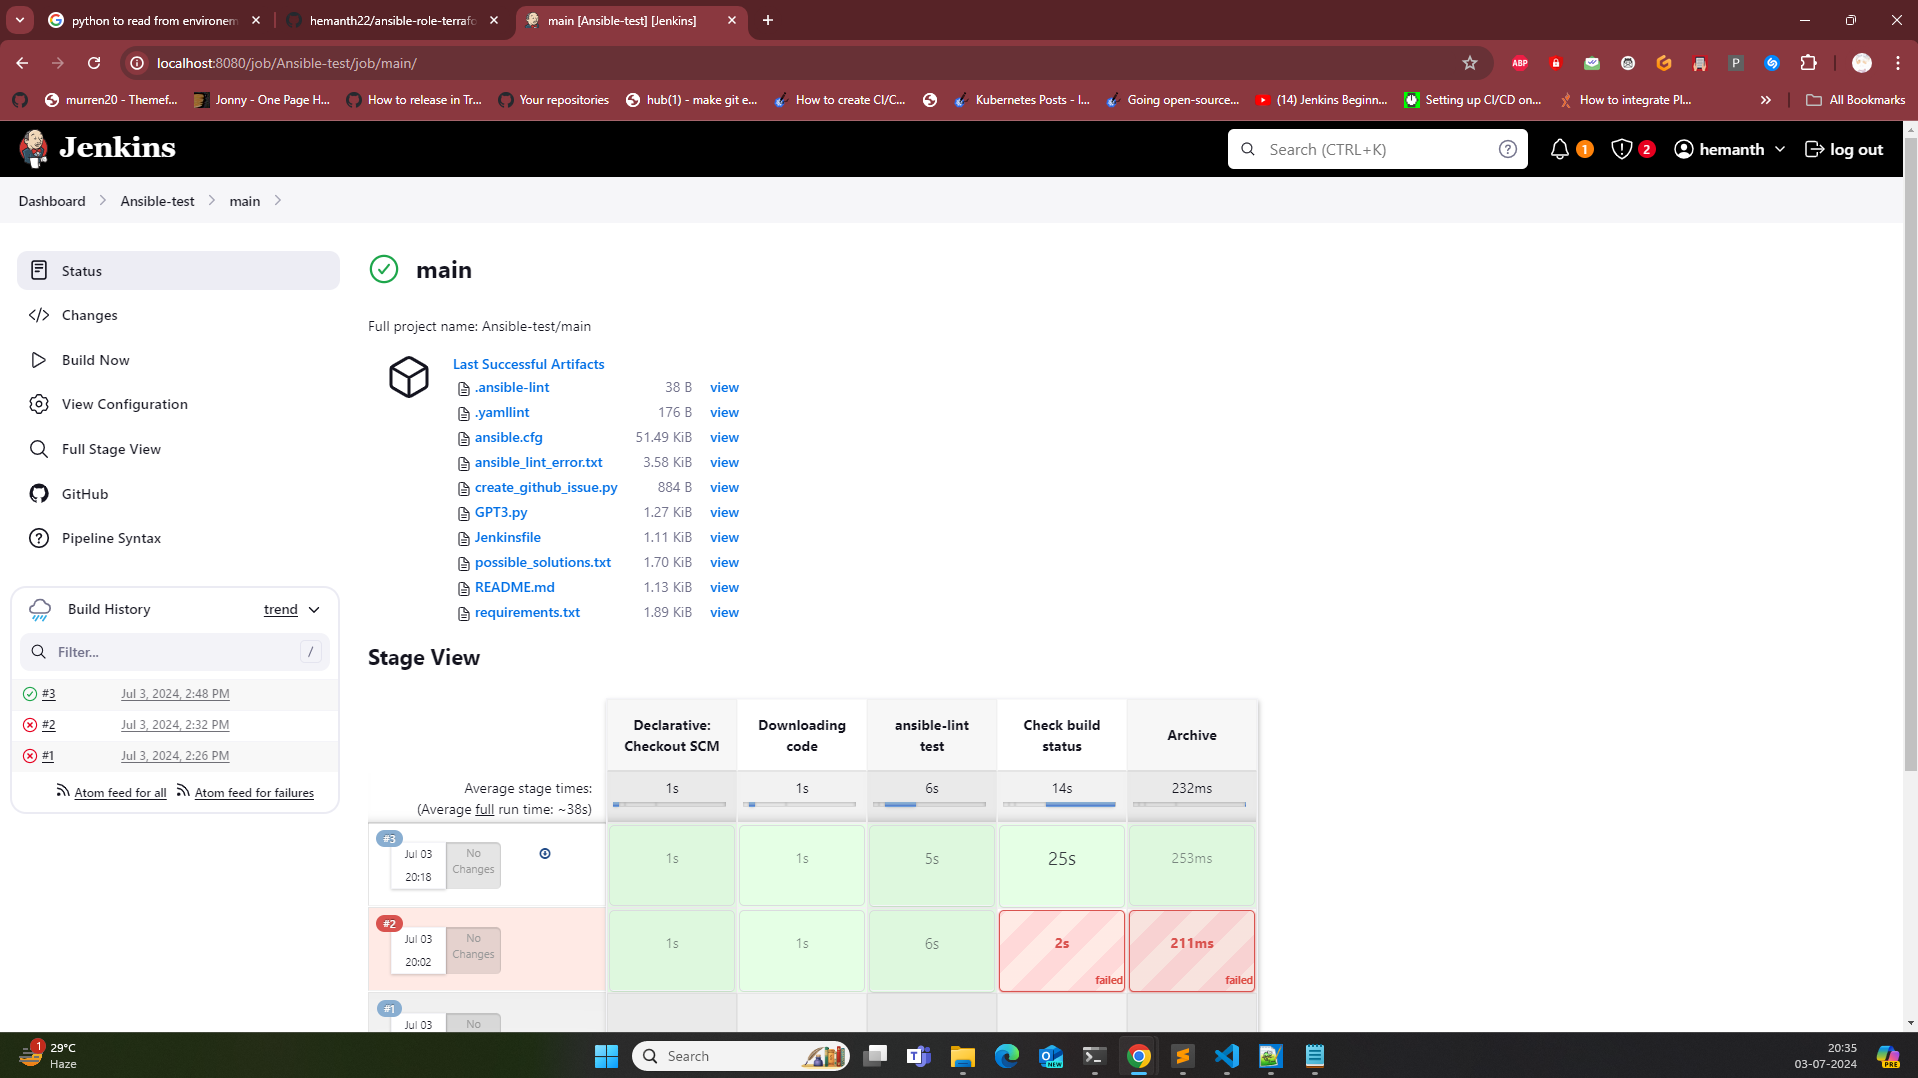 python to read from environem
hemanth22/ansible-role-terrafo
main [Ansible-test] [Jenkins]
localhost:8080/job/Ansible-test/job/main/
ABP
P
murren20 - Themef...
Jonny - One Page H...
How to release in Tr...
Your repositories
hub(1) - make git e...
How to create CI/C...
Kubernetes Posts - I...
Going open-source...
(14) Jenkins Beginn...
Setting up CI/CD on...
How to integrate Pl...
All Bookmarks
Jenkins
Search (CTRL+K)
1
2
hemanth
log out
Dashboard
Ansible-test
main
Status
Changes
Build Now
View Configuration
Full Stage View
GitHub
Pipeline Syntax
Build History
trend
Filter...
/
#3 Jul 3, 2024, 2:48 PM
#2 Jul 3, 2024, 2:32 PM
#1 Jul 3, 2024, 2:26 PM
Atom feed for all Atom feed for failures
main
Full project name: Ansible-test/main
Last Successful Artifacts
.ansible-lint 38 B view
.yamllint 176 B view
ansible.cfg 51.49 KiB view
ansible_lint_error.txt 3.58 KiB view
create_github_issue.py 884 B view
GPT3.py 1.27 KiB view
Jenkinsfile 1.11 KiB view
possible_solutions.txt 1.70 KiB view
README.md 1.13 KiB view
requirements.txt 1.89 KiB view
Stage View
Declarative: Checkout SCM
Downloading code
ansible-lint test
Check build status
Archive
Average stage times:
(Average full run time: ~38s)
1s 1s 6s 14s 232ms
#3
Jul 03
20:18
No Changes
1s 1s 5s 25s 253ms
#2
Jul 03
20:02
No Changes
1s 1s 6s 2s 211ms
failed failed
#1
Jul 03
No
1
29°C
Haze
Search
NEW
20:35
03-07-2024
PRE